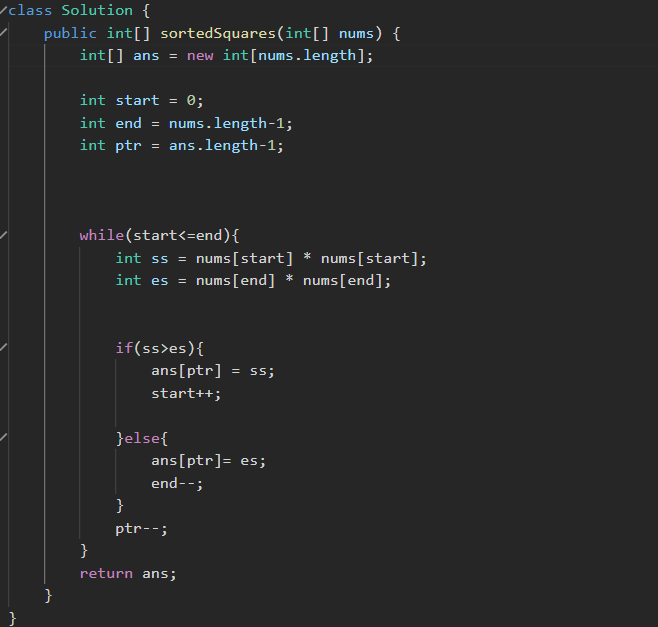 class Solution {
    public int[] sortedSquares(int[] nums) {
        int[] ans = new int[nums.length];
        int start = 0;
        int end = nums.length-1;
        int ptr = ans.length-1;
        while(start<=end){
            int ss = nums[start] * nums[start];
            int es = nums[end] * nums[end];
            if(ss>es){
                ans[ptr] = ss;
                start++;
            }else{
                ans[ptr]= es;
                end--;
            }
            ptr--;
        }
        return ans;
    }
}